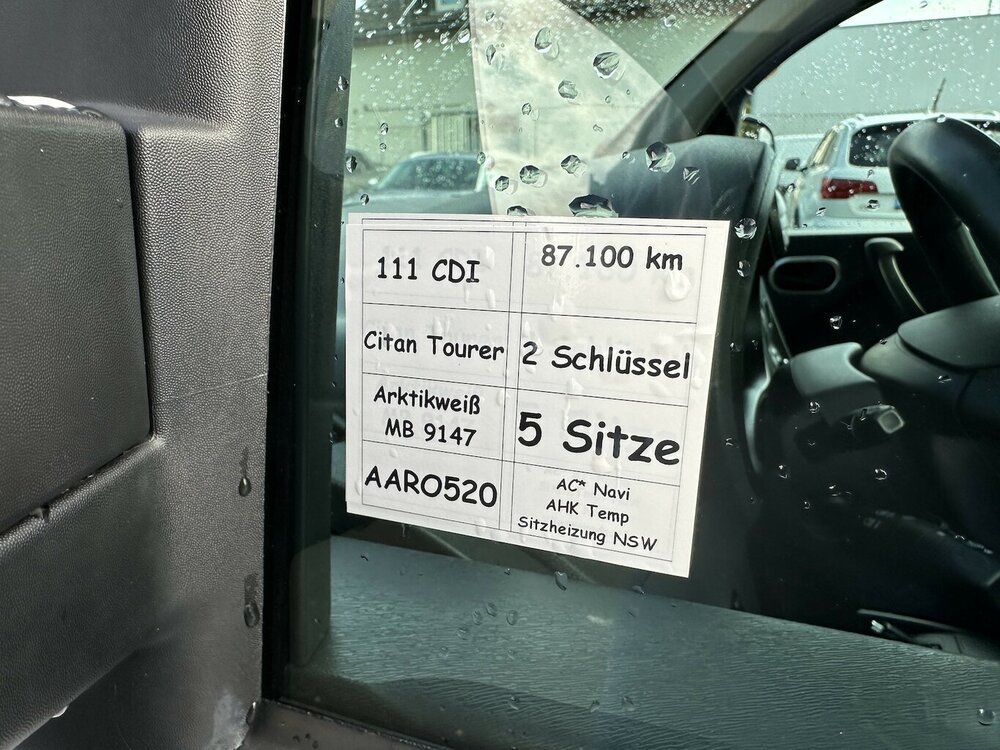 111 CDI
87.100 km
Citan Tourer
2 Schlüssel
Arktikweiß
MB 9147
5 Sitze
AARO520
AC* Navi
AHK Temp
Sitzheizung NSW